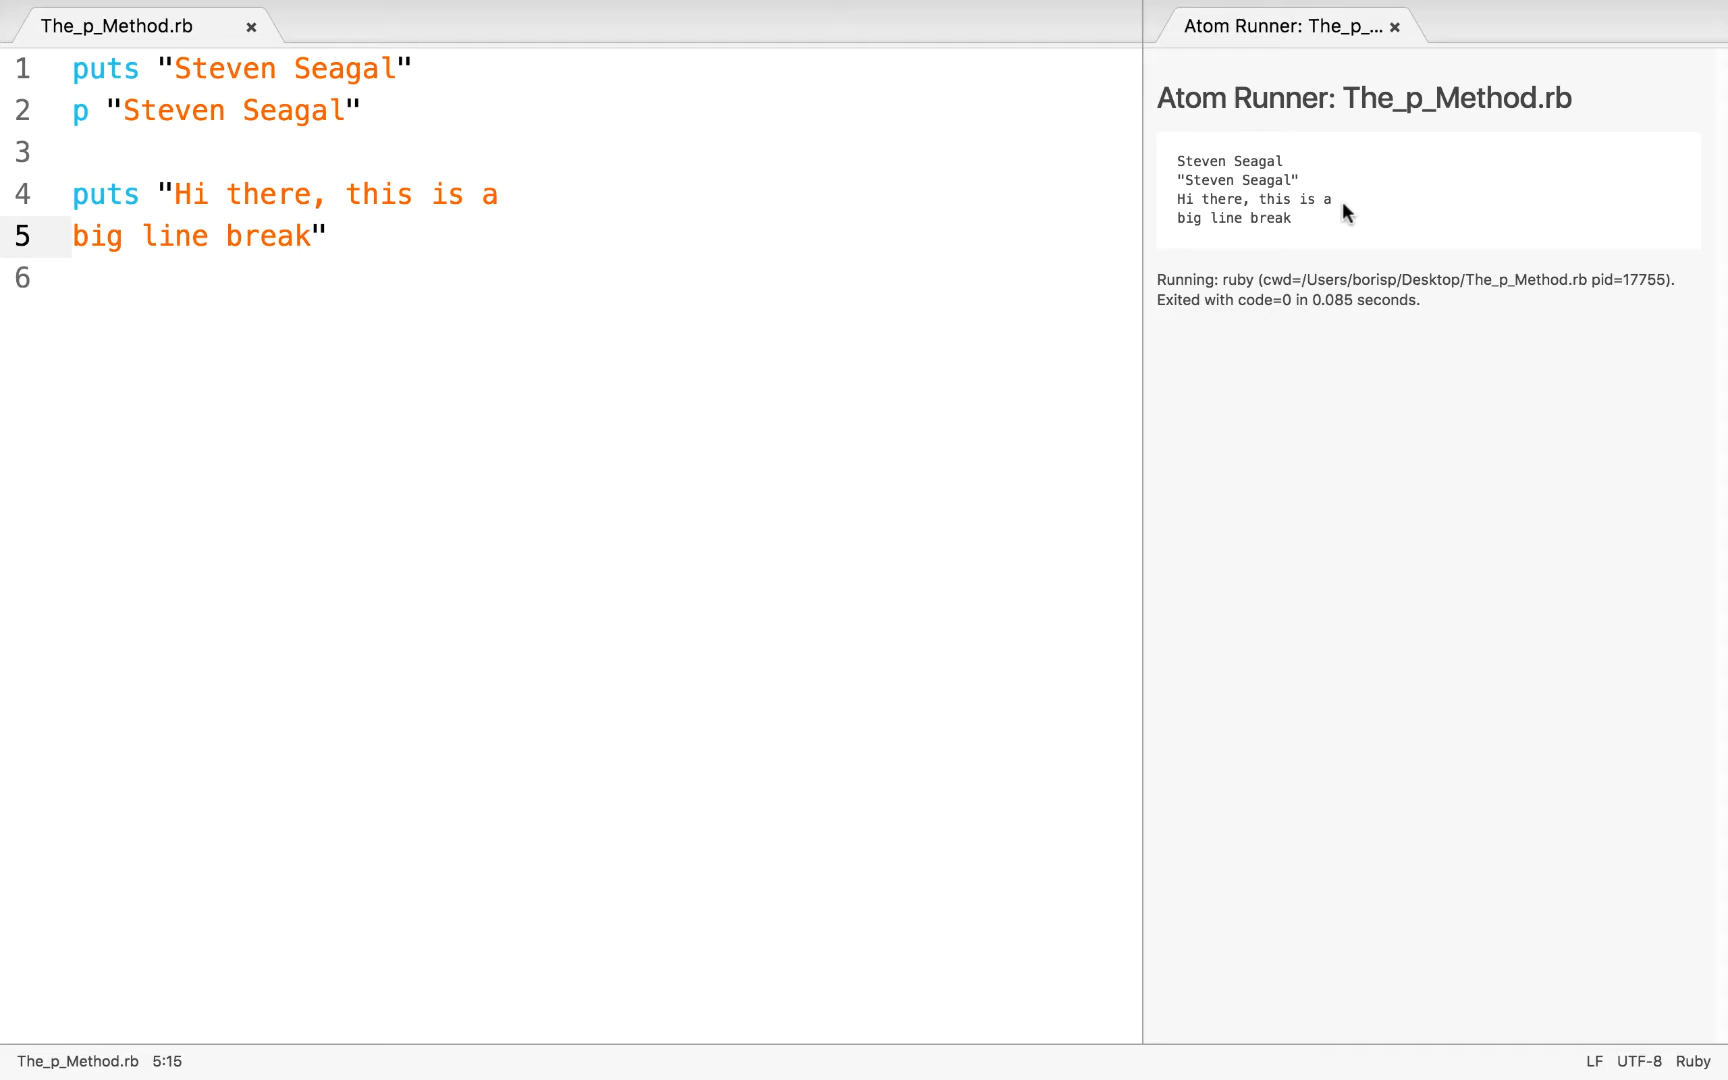 The_p_Method.rb
Atom Runner: The_p_...
1 puts "Steven Seagal"
2 p "Steven Seagal"
3
4 puts "Hi there, this is a
5 big line break"
6
Atom Runner: The_p_Method.rb
Steven Seagal
"Steven Seagal"
Hi there, this is a
big line break
Running: ruby (cwd=/Users/borisp/Desktop/The_p_Method.rb pid=17755).
Exited with code=0 in 0.085 seconds.
The_p_Method.rb 5:15
LF UTF-8 Ruby